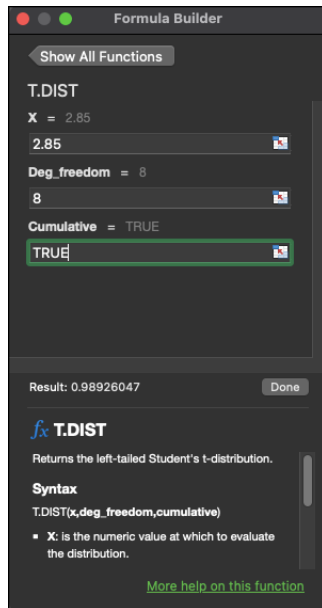 Formula Builder
Show All Functions
T.DIST
X = 2.85
2.85
Deg_freedom = 8
8
Cumulative = TRUE
TRUE
Result: 0.98926047
Done
fx T.DIST
Returns the left-tailed Student's t-distribution.
Syntax
T.DIST(x,deg_freedom,cumulative)
▪ X: is the numeric value at which to evaluate
the distribution.
More help on this function